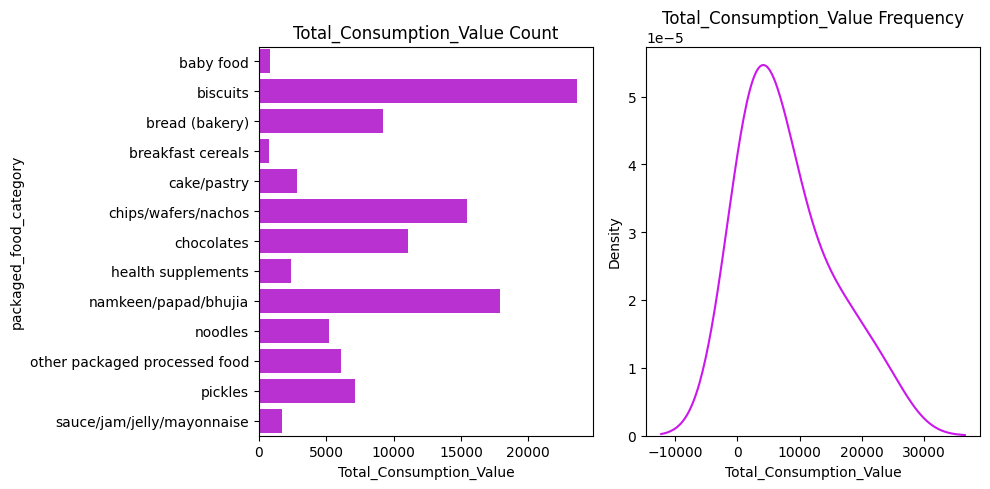 Total_Consumption_Value Count
packaged_food_category
baby food
biscuits
bread (bakery)
breakfast cereals
cake/pastry
chips/wafers/nachos
chocolates
health supplements
namkeen/papad/bhujia
noodles
other packaged processed food
pickles
sauce/jam/jelly/mayonnaise
0 5000 10000 15000 20000
Total_Consumption_Value
Total_Consumption_Value Frequency
1e−5
Density
5
4
3
2
1
0
−10000 0 10000 20000 30000
Total_Consumption_Value